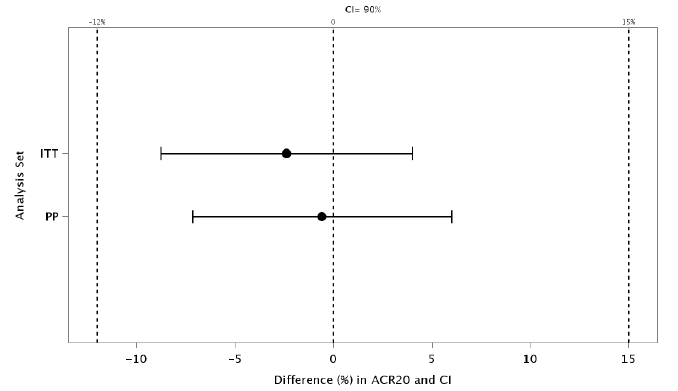 CI= 90%
-12% 0 15%
Analysis Set
ITT
PP
-10 -5 0 5 10 15
Difference (%) in ACR20 and CI